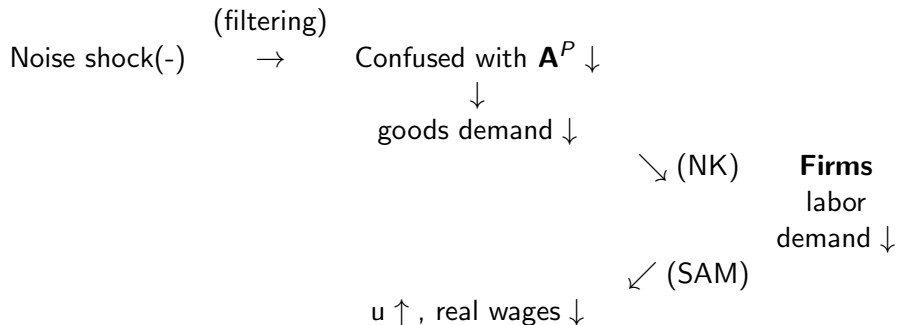 (filtering)
Noise shock(-) → Confused with A^P ↓
↓
goods demand ↓
↘ (NK) Firms
labor
demand ↓
↙ (SAM)
u ↑ , real wages ↓